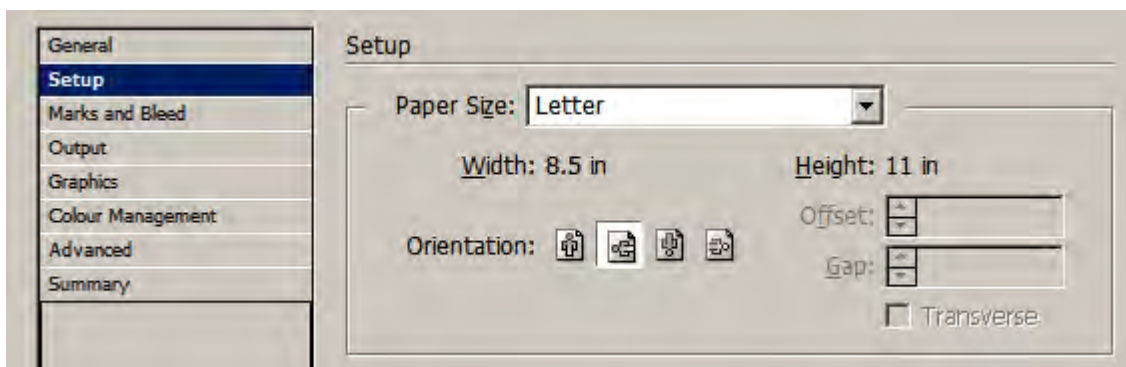 General
Setup
Marks and Bleed
Output
Graphics
Colour Management
Advanced
Summary
Setup
Paper Size: Letter
Width: 8.5 in Height: 11 in
Offset:
Orientation:
Gap:
Transverse